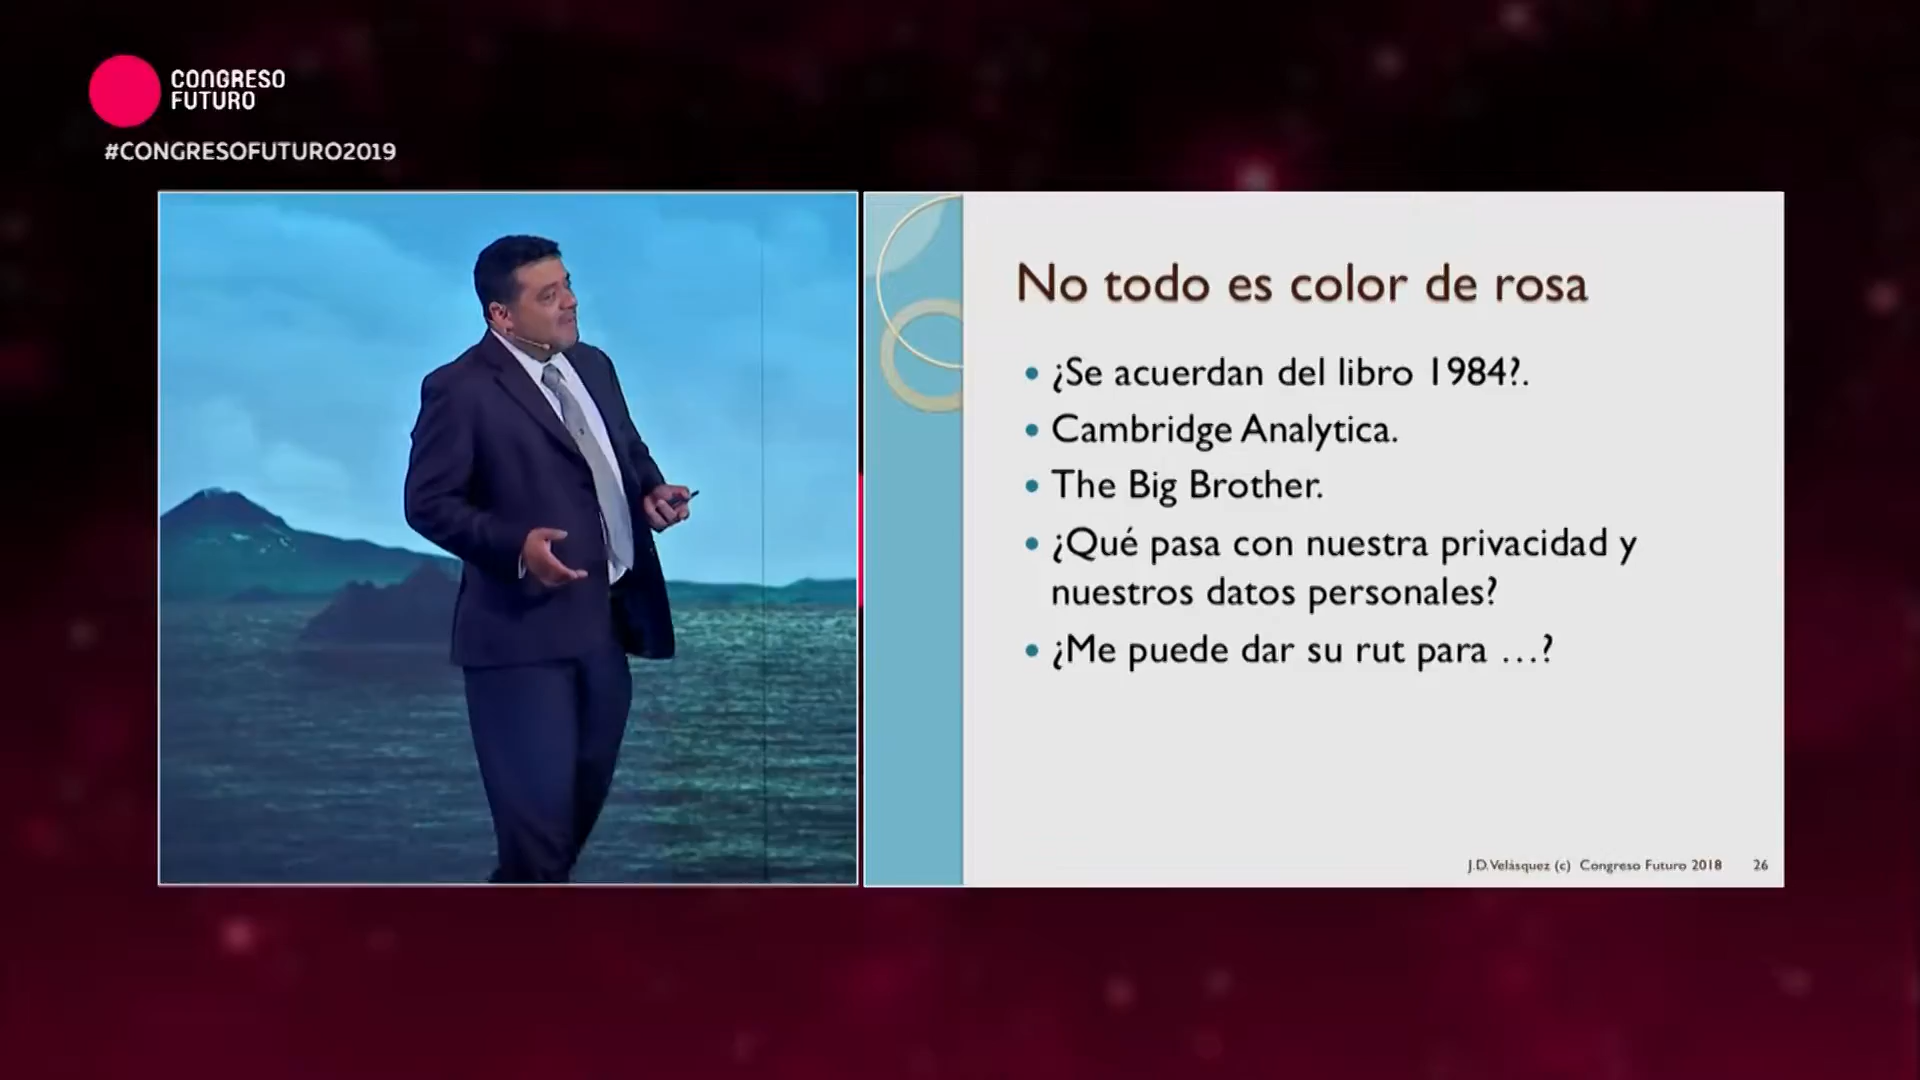 CONGRESO
FUTURO
#CONGRESOFUTURO2019
No todo es color de rosa
• ¿Se acuerdan del libro 1984?.
• Cambridge Analytica.
• The Big Brother.
• ¿Qué pasa con nuestra privacidad y
nuestros datos personales?
• ¿Me puede dar su rut para ...?
J.D.Velásquez (c) Congreso Futuro 2018 26